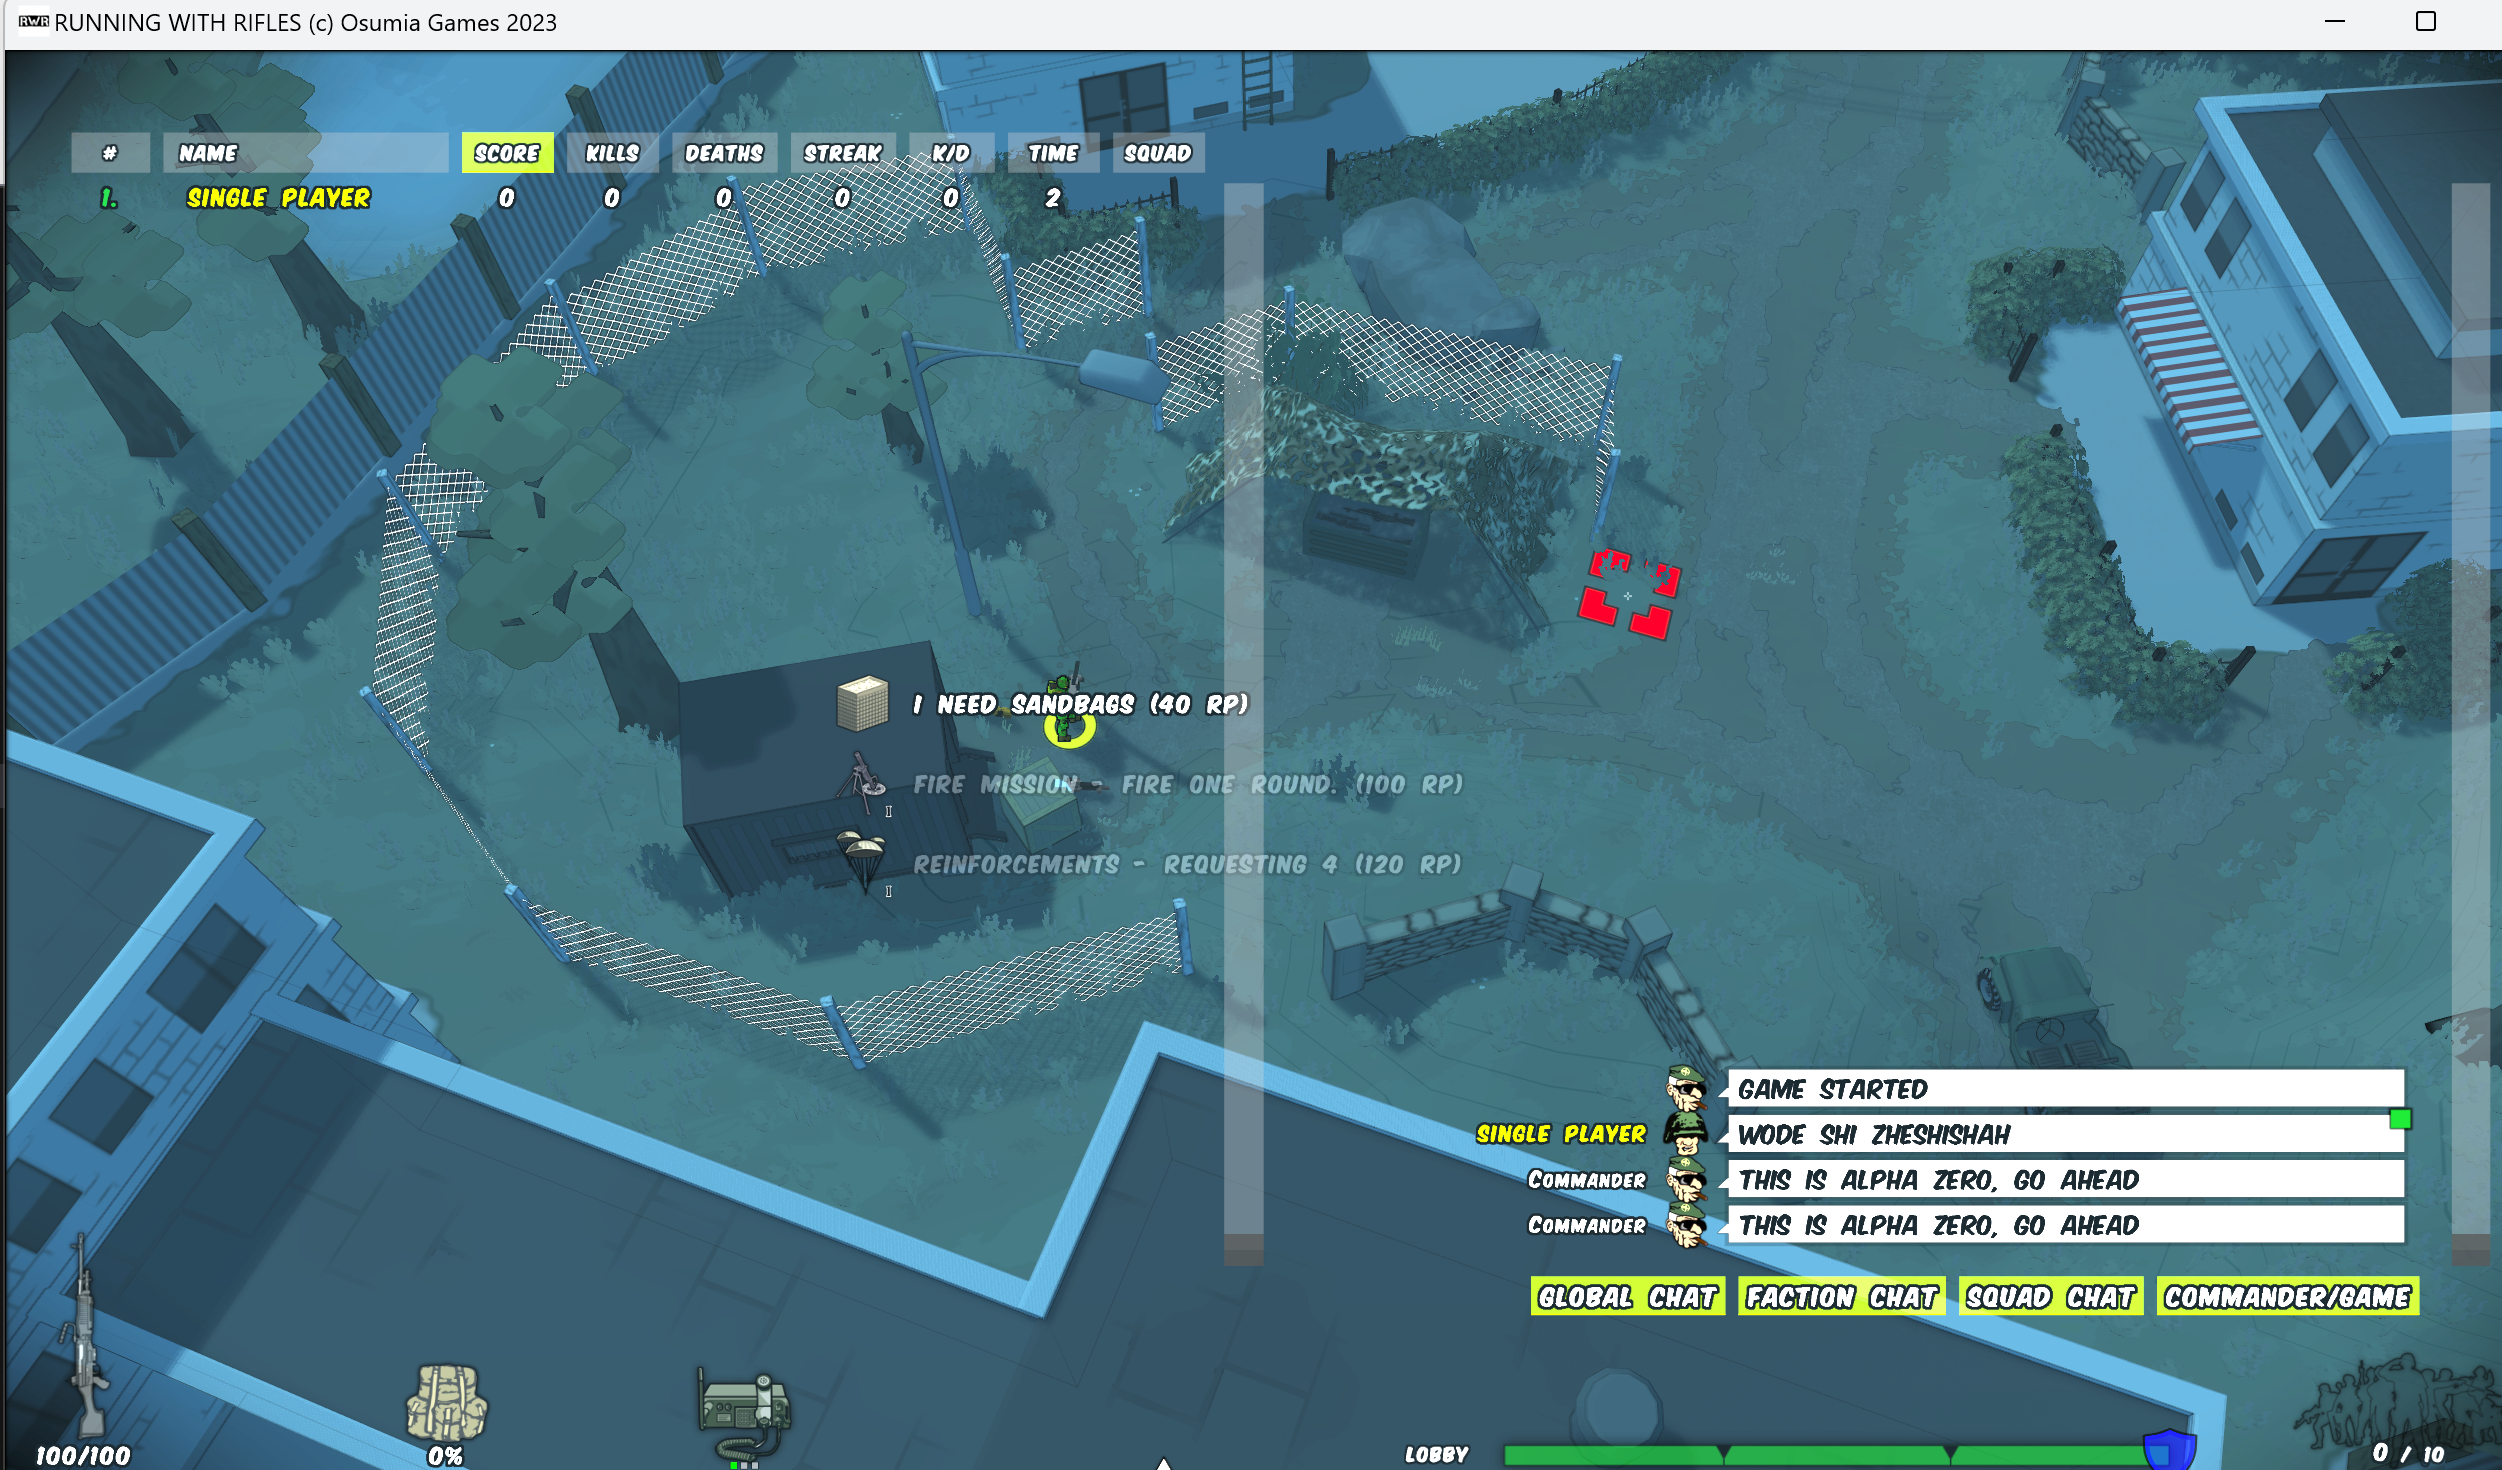 RWR RUNNING WITH RIFLES (c) Osumia Games 2023
# NAME SCORE KILLS DEATHS STREAK K/D TIME SQUAD
1. SINGLE PLAYER 0 0 0 0 0 2
I NEED SANDBAGS (40 RP)
FIRE MISSION - FIRE ONE ROUND. (100 RP)
I
REINFORCEMENTS - REQUESTING 4 (120 RP)
I
GAME STARTED
SINGLE PLAYER WODE SHI ZHESHISHAH
COMMANDER THIS IS ALPHA ZERO, GO AHEAD
COMMANDER THIS IS ALPHA ZERO, GO AHEAD
GLOBAL CHAT FACTION CHAT SQUAD CHAT COMMANDER/GAME
100/100 0% LOBBY 0 / 10